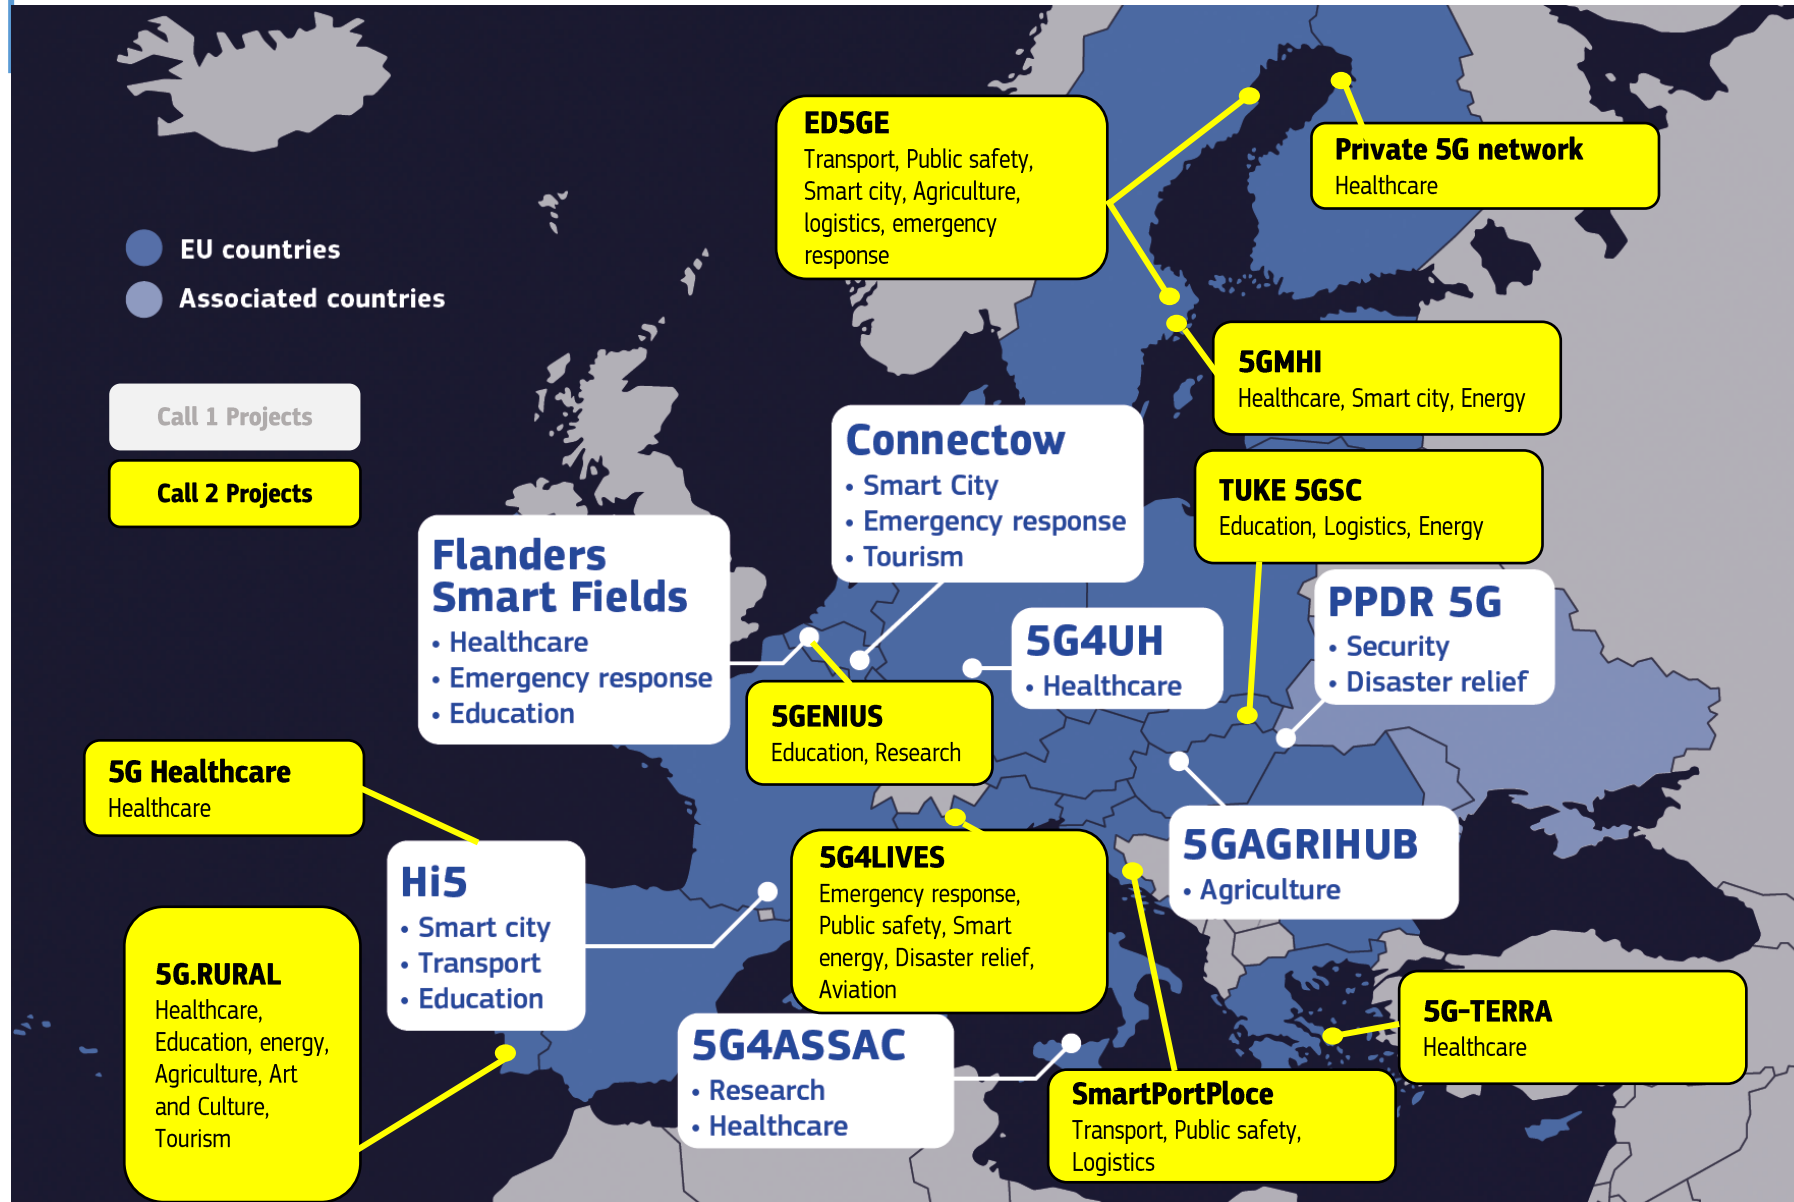 ED5GE
Transport, Public safety,
Smart city, Agriculture,
logistics, emergency
response
Private 5G network
Healthcare
EU countries
Associated countries
5GMHI
Healthcare, Smart city, Energy
Call 1 Projects
Call 2 Projects
Connectow
• Smart City
• Emergency response
• Tourism
TUKE 5GSC
Education, Logistics, Energy
Flanders
Smart Fields
• Healthcare
• Emergency response
• Education
5G4UH
• Healthcare
PPDR 5G
• Security
• Disaster relief
5GENIUS
Education, Research
5G Healthcare
Healthcare
Hi5
• Smart city
• Transport
• Education
5G4LIVES
Emergency response,
Public safety, Smart
energy, Disaster relief,
Aviation
5GAGRIHUB
• Agriculture
5G.RURAL
Healthcare,
Education, energy,
Agriculture, Art
and Culture,
Tourism
5G4ASSAC
• Research
• Healthcare
SmartPortPloce
Transport, Public safety,
Logistics
5G-TERRA
Healthcare